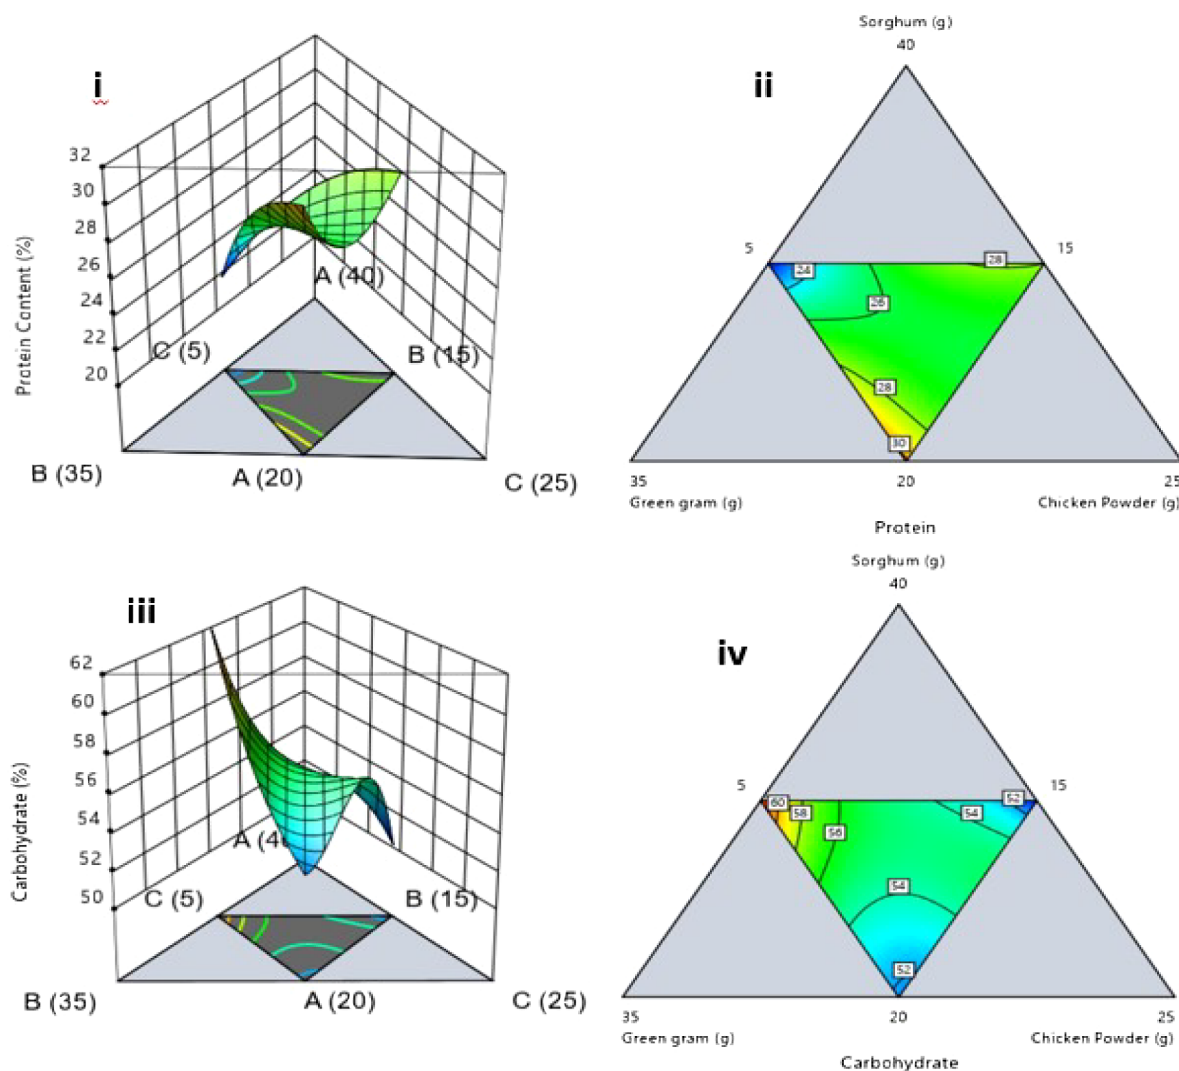 i
32
30
28
26
24
22
20
Protein Content (%)
A (40)
C (5)
B (15)
B (35)
A (20)
C (25)
ii
Sorghum (g)
40
5
15
24
28
26
28
30
35
20
25
Green gram (g)
Chicken Powder (g)
Protein
iii
62
60
58
56
54
52
50
Carbohydrate (%)
C (5)
B (15)
B (35)
A (20)
C (25)
iv
Sorghum (g)
40
5
15
60
58
56
52
54
54
52
35
20
25
Green gram (g)
Chicken Powder (g)
Carbohydrate